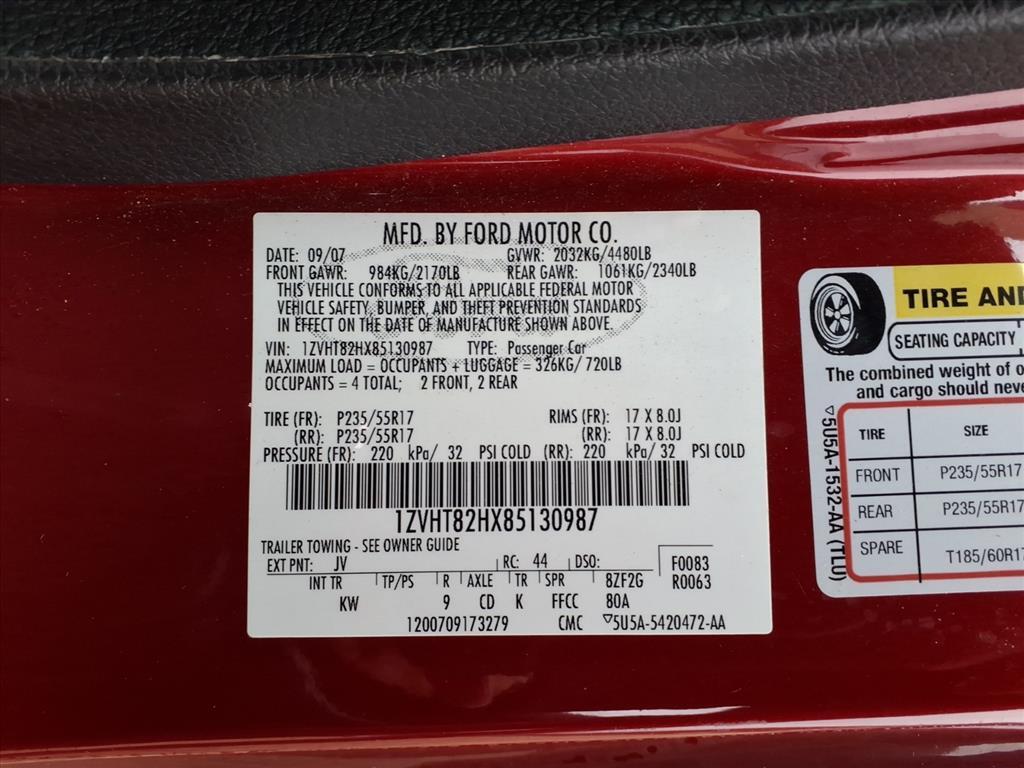 MFD. BY FORD MOTOR CO.
DATE: 09/07 GVWR: 2032KG/4480LB
FRONT GAWR: 984KG/2170LB REAR GAWR: 1061KG/2340LB
THIS VEHICLE CONFORMS TO ALL APPLICABLE FEDERAL MOTOR
VEHICLE SAFETY, BUMPER, AND THEFT PREVENTION STANDARDS
IN EFFECT ON THE DATE OF MANUFACTURE SHOWN ABOVE.
VIN: 1ZVHT82HX85130987 TYPE: Passenger Car
MAXIMUM LOAD = OCCUPANTS + LUGGAGE = 326KG/ 720LB
OCCUPANTS = 4 TOTAL; 2 FRONT, 2 REAR
TIRE (FR): P235/55R17 RIMS (FR): 17 X 8.0J
(RR): P235/55R17 (RR): 17 X 8.0J
PRESSURE (FR): 220 kPa/ 32 PSI COLD (RR): 220 kPa/ 32 PSI COLD
1ZVHT82HX85130987
TRAILER TOWING - SEE OWNER GUIDE
EXT PNT: JV RC: 44 DSO: F0083
INT TR TP/PS R AXLE TR SPR 8ZF2G R0063
KW 9 CD K FFCC 80A
1200709173279 CMC ▽5U5A-5420472-AA
TIRE AND
SEATING CAPACITY
The combined weight of o
and cargo should neve
▽5U5A-1532-AA (TLU)
TIRE SIZE
FRONT P235/55R17
REAR P235/55R17
SPARE T185/60R17